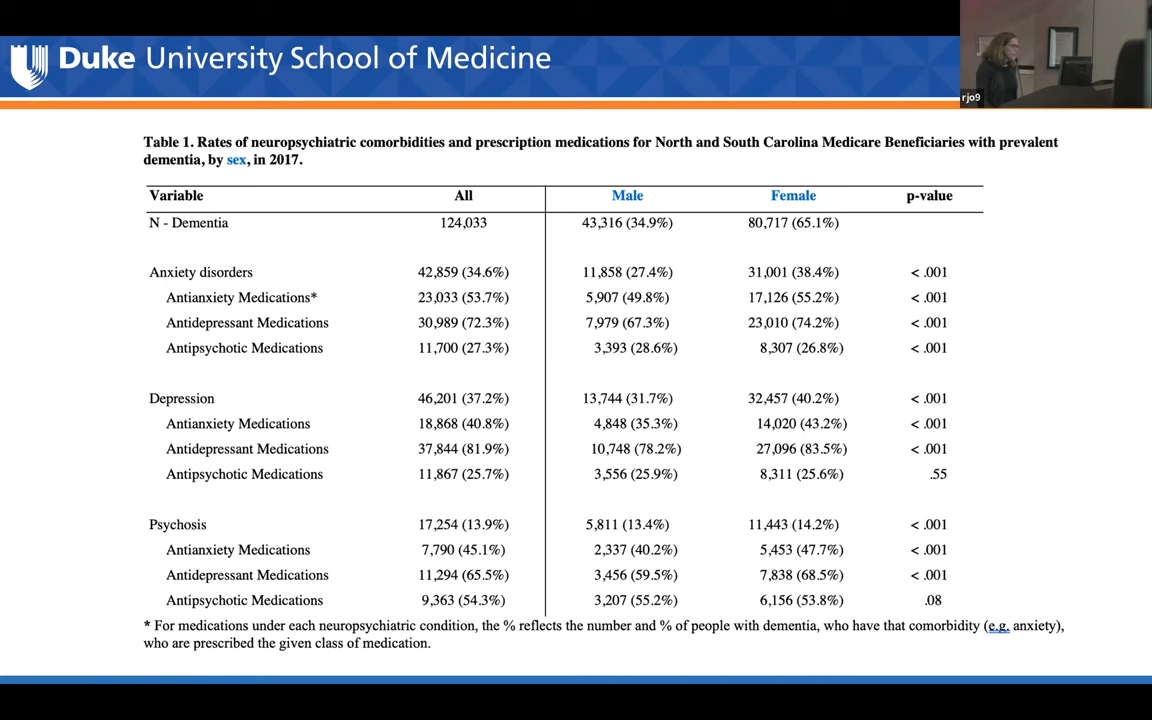 Duke University School of Medicine
rjo9
Table 1. Rates of neuropsychiatric comorbidities and prescription medications for North and South Carolina Medicare Beneficiaries with prevalent
dementia, by sex, in 2017.
Variable All Male Female p-value
N - Dementia 124,033 43,316 (34.9%) 80,717 (65.1%)
Anxiety disorders 42,859 (34.6%) 11,858 (27.4%) 31,001 (38.4%) < .001
Antianxiety Medications* 23,033 (53.7%) 5,907 (49.8%) 17,126 (55.2%) < .001
Antidepressant Medications 30,989 (72.3%) 7,979 (67.3%) 23,010 (74.2%) < .001
Antipsychotic Medications 11,700 (27.3%) 3,393 (28.6%) 8,307 (26.8%) < .001
Depression 46,201 (37.2%) 13,744 (31.7%) 32,457 (40.2%) < .001
Antianxiety Medications 18,868 (40.8%) 4,848 (35.3%) 14,020 (43.2%) < .001
Antidepressant Medications 37,844 (81.9%) 10,748 (78.2%) 27,096 (83.5%) < .001
Antipsychotic Medications 11,867 (25.7%) 3,556 (25.9%) 8,311 (25.6%) .55
Psychosis 17,254 (13.9%) 5,811 (13.4%) 11,443 (14.2%) < .001
Antianxiety Medications 7,790 (45.1%) 2,337 (40.2%) 5,453 (47.7%) < .001
Antidepressant Medications 11,294 (65.5%) 3,456 (59.5%) 7,838 (68.5%) < .001
Antipsychotic Medications 9,363 (54.3%) 3,207 (55.2%) 6,156 (53.8%) .08
* For medications under each neuropsychiatric condition, the % reflects the number and % of people with dementia, who have that comorbidity (e.g. anxiety),
who are prescribed the given class of medication.